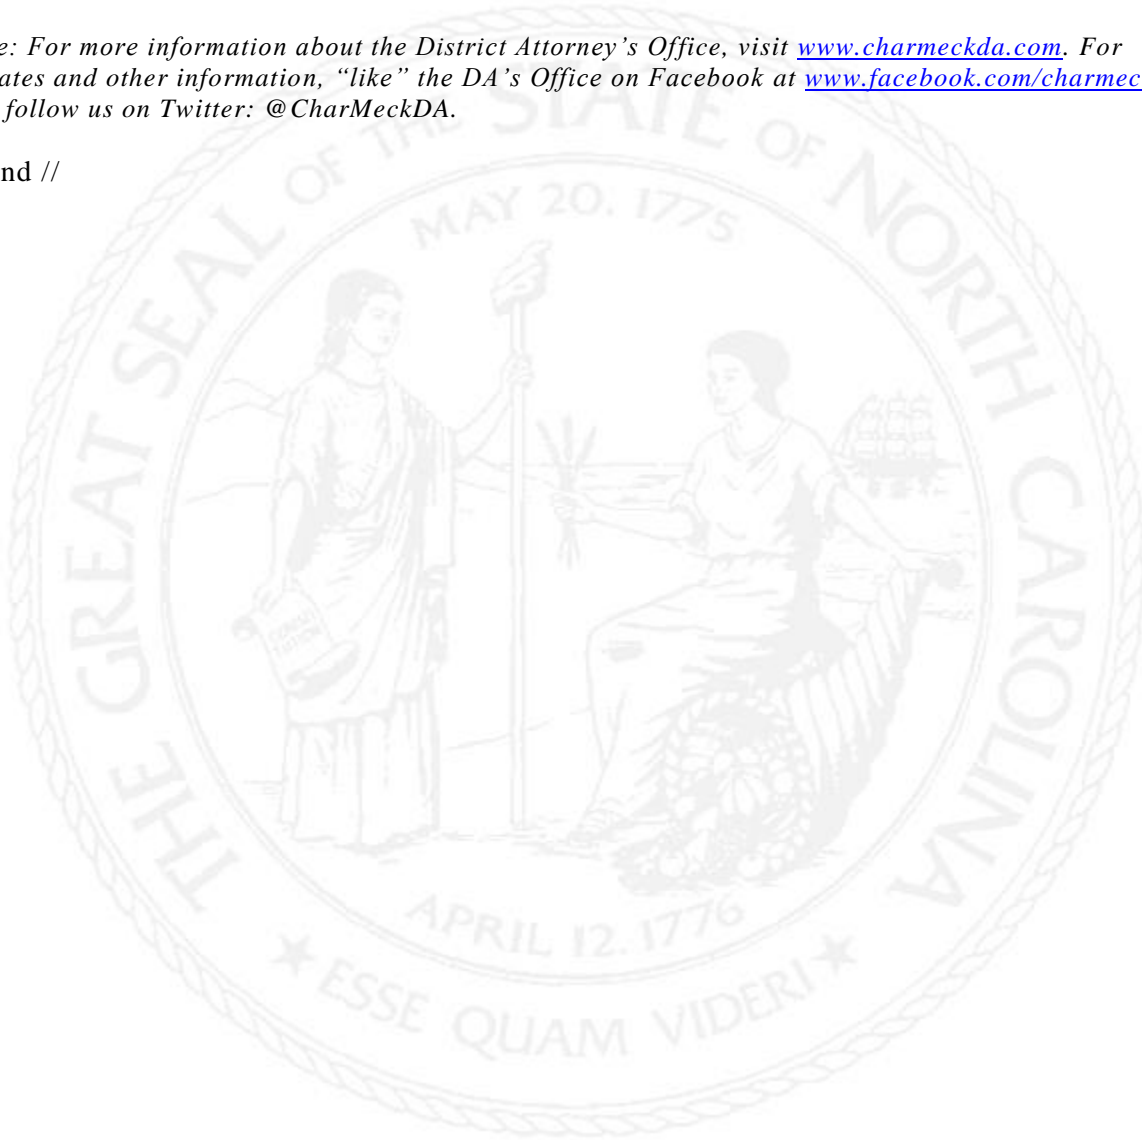 e: For more information about the District Attorney’s Office, visit www.charmeckda.com. For
ates and other information, “like” the DA’s Office on Facebook at www.facebook.com/charmec
follow us on Twitter: @CharMeckDA.
nd //
THE GREAT SEAL OF THE STATE OF NORTH CAROLINA
MAY 20. 1775
CONSTI
TUTION
APRIL 12. 1776
★ ESSE QUAM VIDERI ★